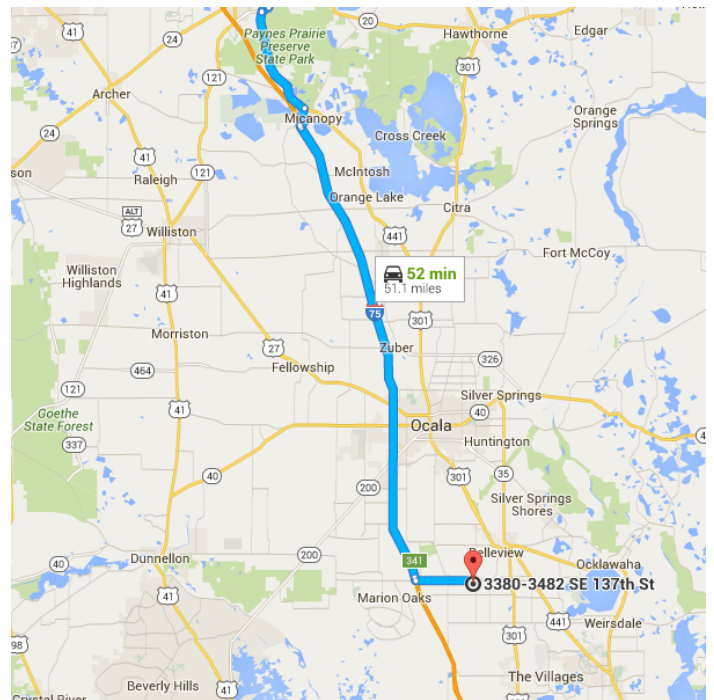 41
24
20
Hawthorne
Edgar
Paynes Prairie
Preserve
State Park
121
301
Archer
Orange
Springs
Micanopy
Cross Creek
24
41
son
Raleigh
121
McIntosh
Orange Lake
Citra
ALT
27
Williston
441
Fort McCoy
Williston
Highlands
41
52 min
51.1 miles
75
301
Morriston
Zuber
27
326
464
Fellowship
121
Silver Springs
41
40
Goethe
State Forest
Ocala
337
Huntington
40
301
35
200
Silver Springs
Shores
40
Dunnellon
200
341
Belleview
Ocklawaha
3380-3482 SE 137th St
41
Marion Oaks
Weirsdale
98
301
441
Beverly Hills
The Villages
Crystal River